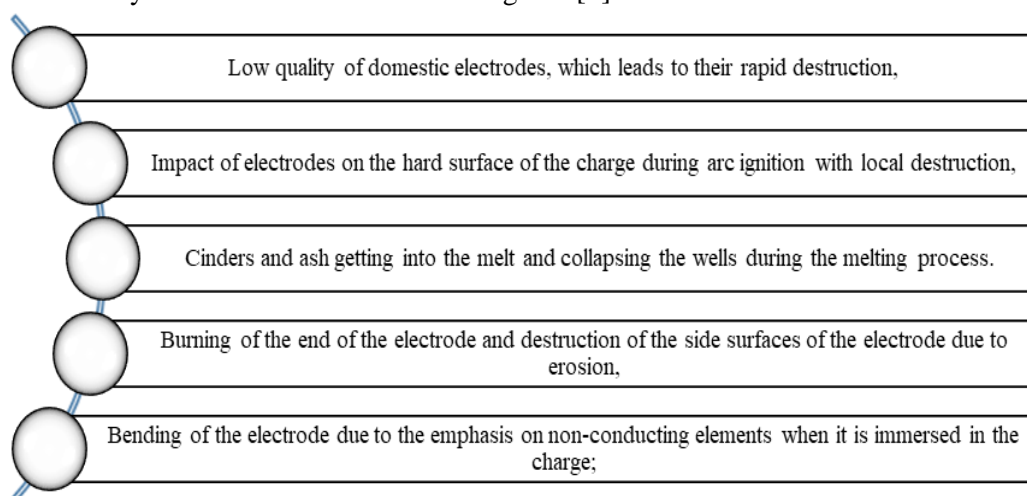 Low quality of domestic electrodes, which leads to their rapid destruction,
Impact of electrodes on the hard surface of the charge during arc ignition with local destruction,
Cinders and ash getting into the melt and collapsing the wells during the melting process.
Burning of the end of the electrode and destruction of the side surfaces of the electrode due to
erosion,
Bending of the electrode due to the emphasis on non-conducting elements when it is immersed in the
charge;